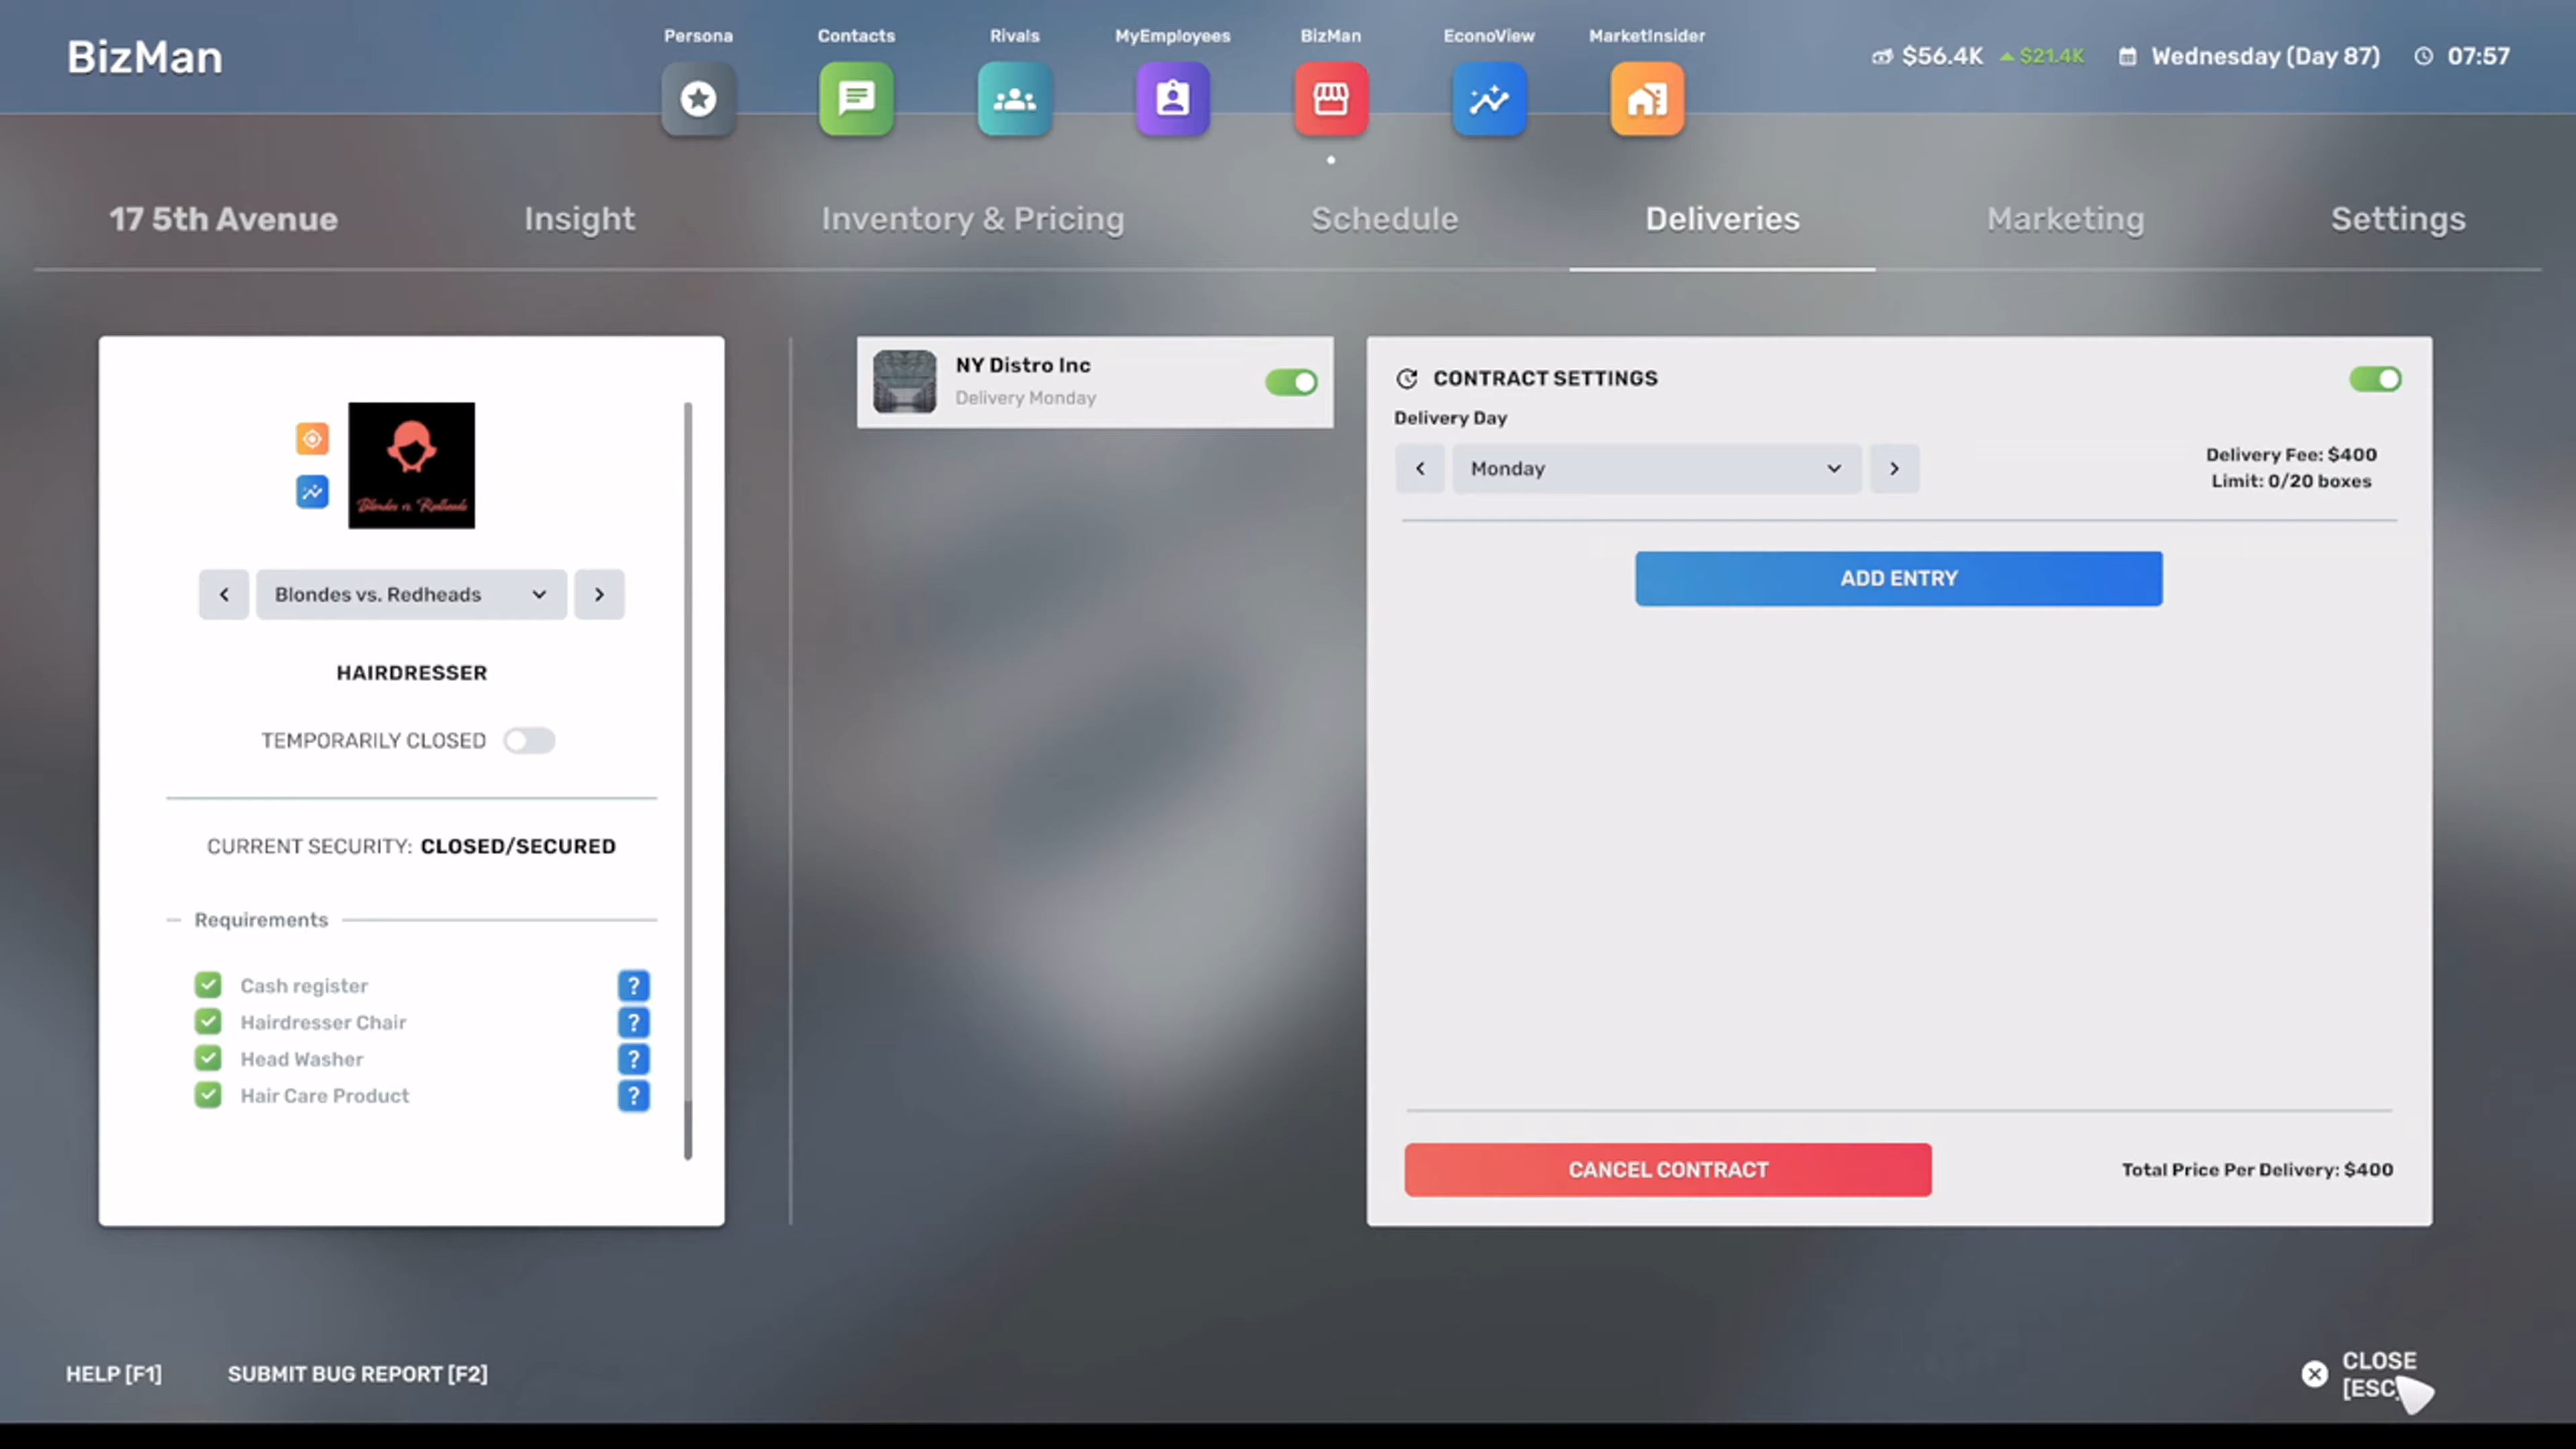 BizMan
Persona
Contacts
Rivals
MyEmployees
BizMan
EconoView
MarketInsider
$56.4K
$21.4K
Wednesday (Day 87)
07:57
17 5th Avenue
Insight
Inventory & Pricing
Schedule
Deliveries
Marketing
Settings
Blondes vs. Redheads
Blondes vs. Redheads
HAIRDRESSER
TEMPORARILY CLOSED
CURRENT SECURITY: CLOSED/SECURED
Requirements
Cash register ?
Hairdresser Chair ?
Head Washer ?
Hair Care Product ?
NY Distro Inc
Delivery Monday
CONTRACT SETTINGS
Delivery Day
Monday
Delivery Fee: $400
Limit: 0/20 boxes
ADD ENTRY
CANCEL CONTRACT
Total Price Per Delivery: $400
HELP [F1]
SUBMIT BUG REPORT [F2]
CLOSE
[ESC